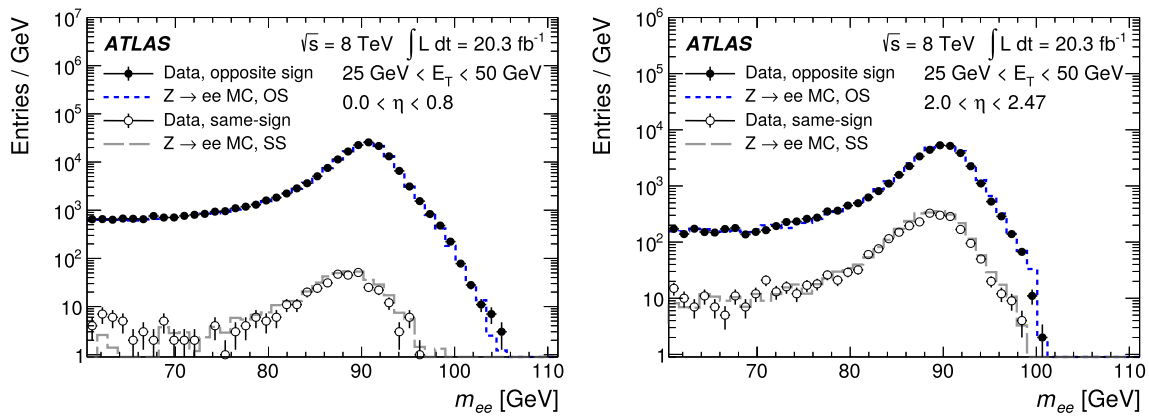 Entries / GeV
10⁷
10⁶
10⁵
10⁴
10³
10²
10
1
ATLAS
√s = 8 TeV ∫L dt = 20.3 fb⁻¹
Data, opposite sign
25 GeV < E_T < 50 GeV
Z → ee MC, OS
0.0 < η < 0.8
Data, same-sign
Z → ee MC, SS
70 80 90 100 110
m_ee [GeV]
Entries / GeV
10⁶
10⁵
10⁴
10³
10²
10
1
ATLAS
√s = 8 TeV ∫L dt = 20.3 fb⁻¹
Data, opposite sign
25 GeV < E_T < 50 GeV
Z → ee MC, OS
2.0 < η < 2.47
Data, same-sign
Z → ee MC, SS
70 80 90 100 110
m_ee [GeV]